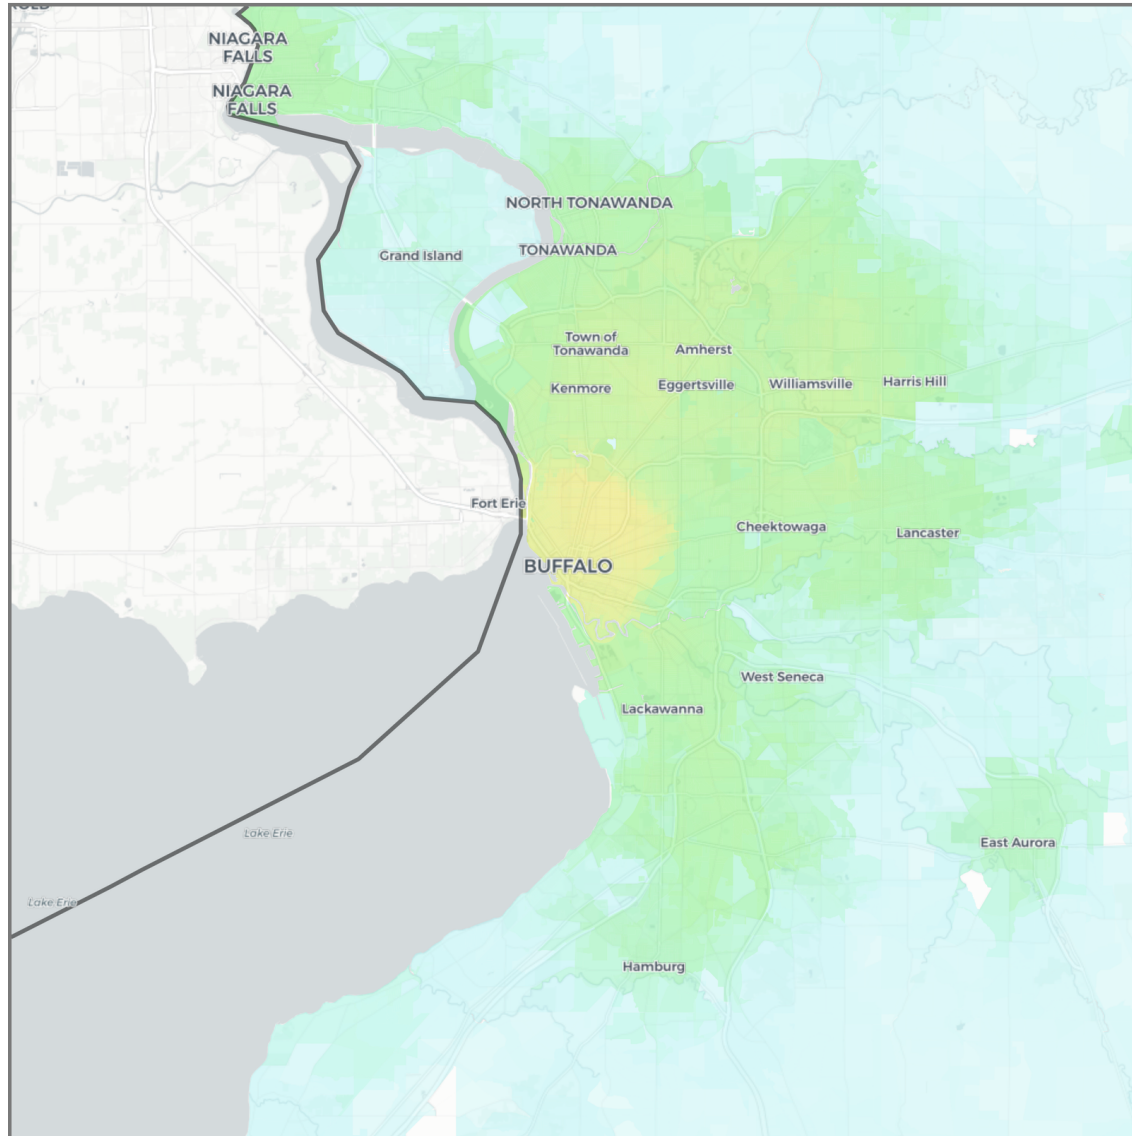 NIAGARA
FALLS
NIAGARA
FALLS
NORTH TONAWANDA
TONAWANDA
Grand Island
Town of
Tonawanda
Amherst
Kenmore
Eggertsville
Williamsville
Harris Hill
Fort Erie
Cheektowaga
Lancaster
BUFFALO
West Seneca
Lackawanna
Lake Erie
East Aurora
Lake Erie
Hamburg